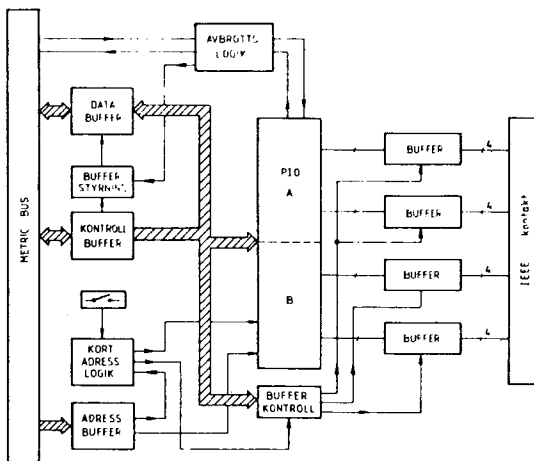 AVBROTTS
LOGIK
METRIC BUS
DATA
BUFFER
BUFFER
STYRNING
KONTROLL
BUFFER
KORT
ADRESS
LOGIK
ADRESS
BUFFER
PIO
A
B
BUFFER
KONTROLL
BUFFER
4
BUFFER
4
BUFFER
4
BUFFER
4
IEEE kontakt